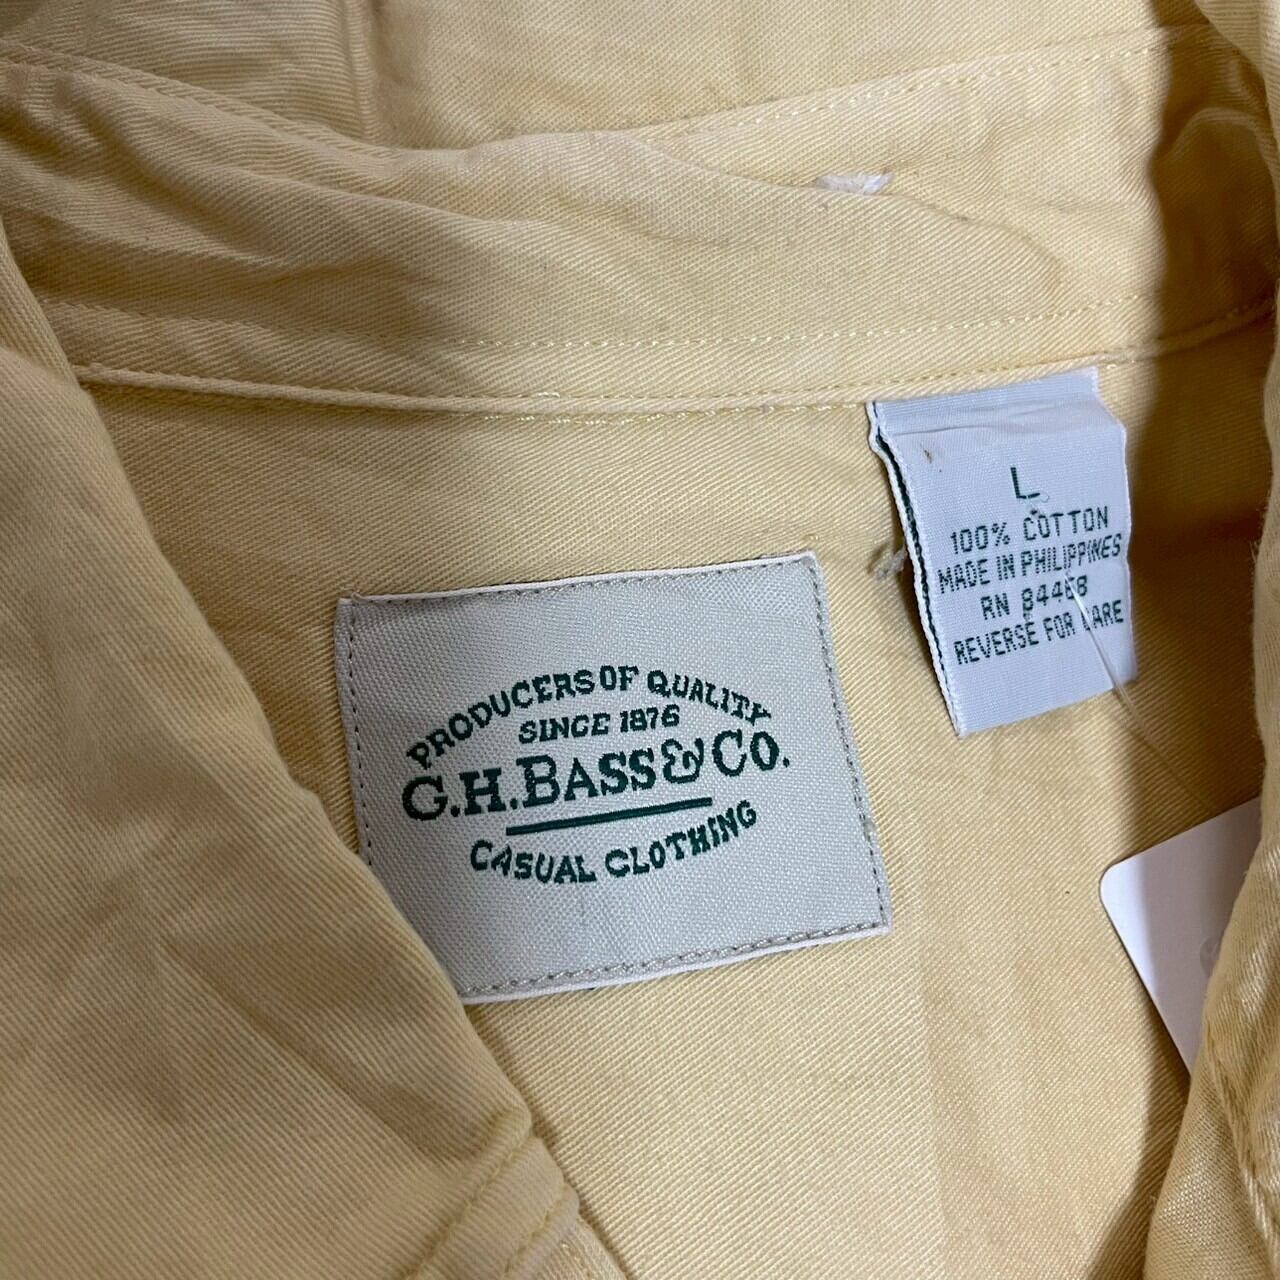 PRODUCERS OF QUALITY
SINCE 1876
G.H. BASS & CO.
CASUAL CLOTHING
L
100% COTTON
MADE IN PHILIPPINES
RN 84468
REVERSE FOR CARE